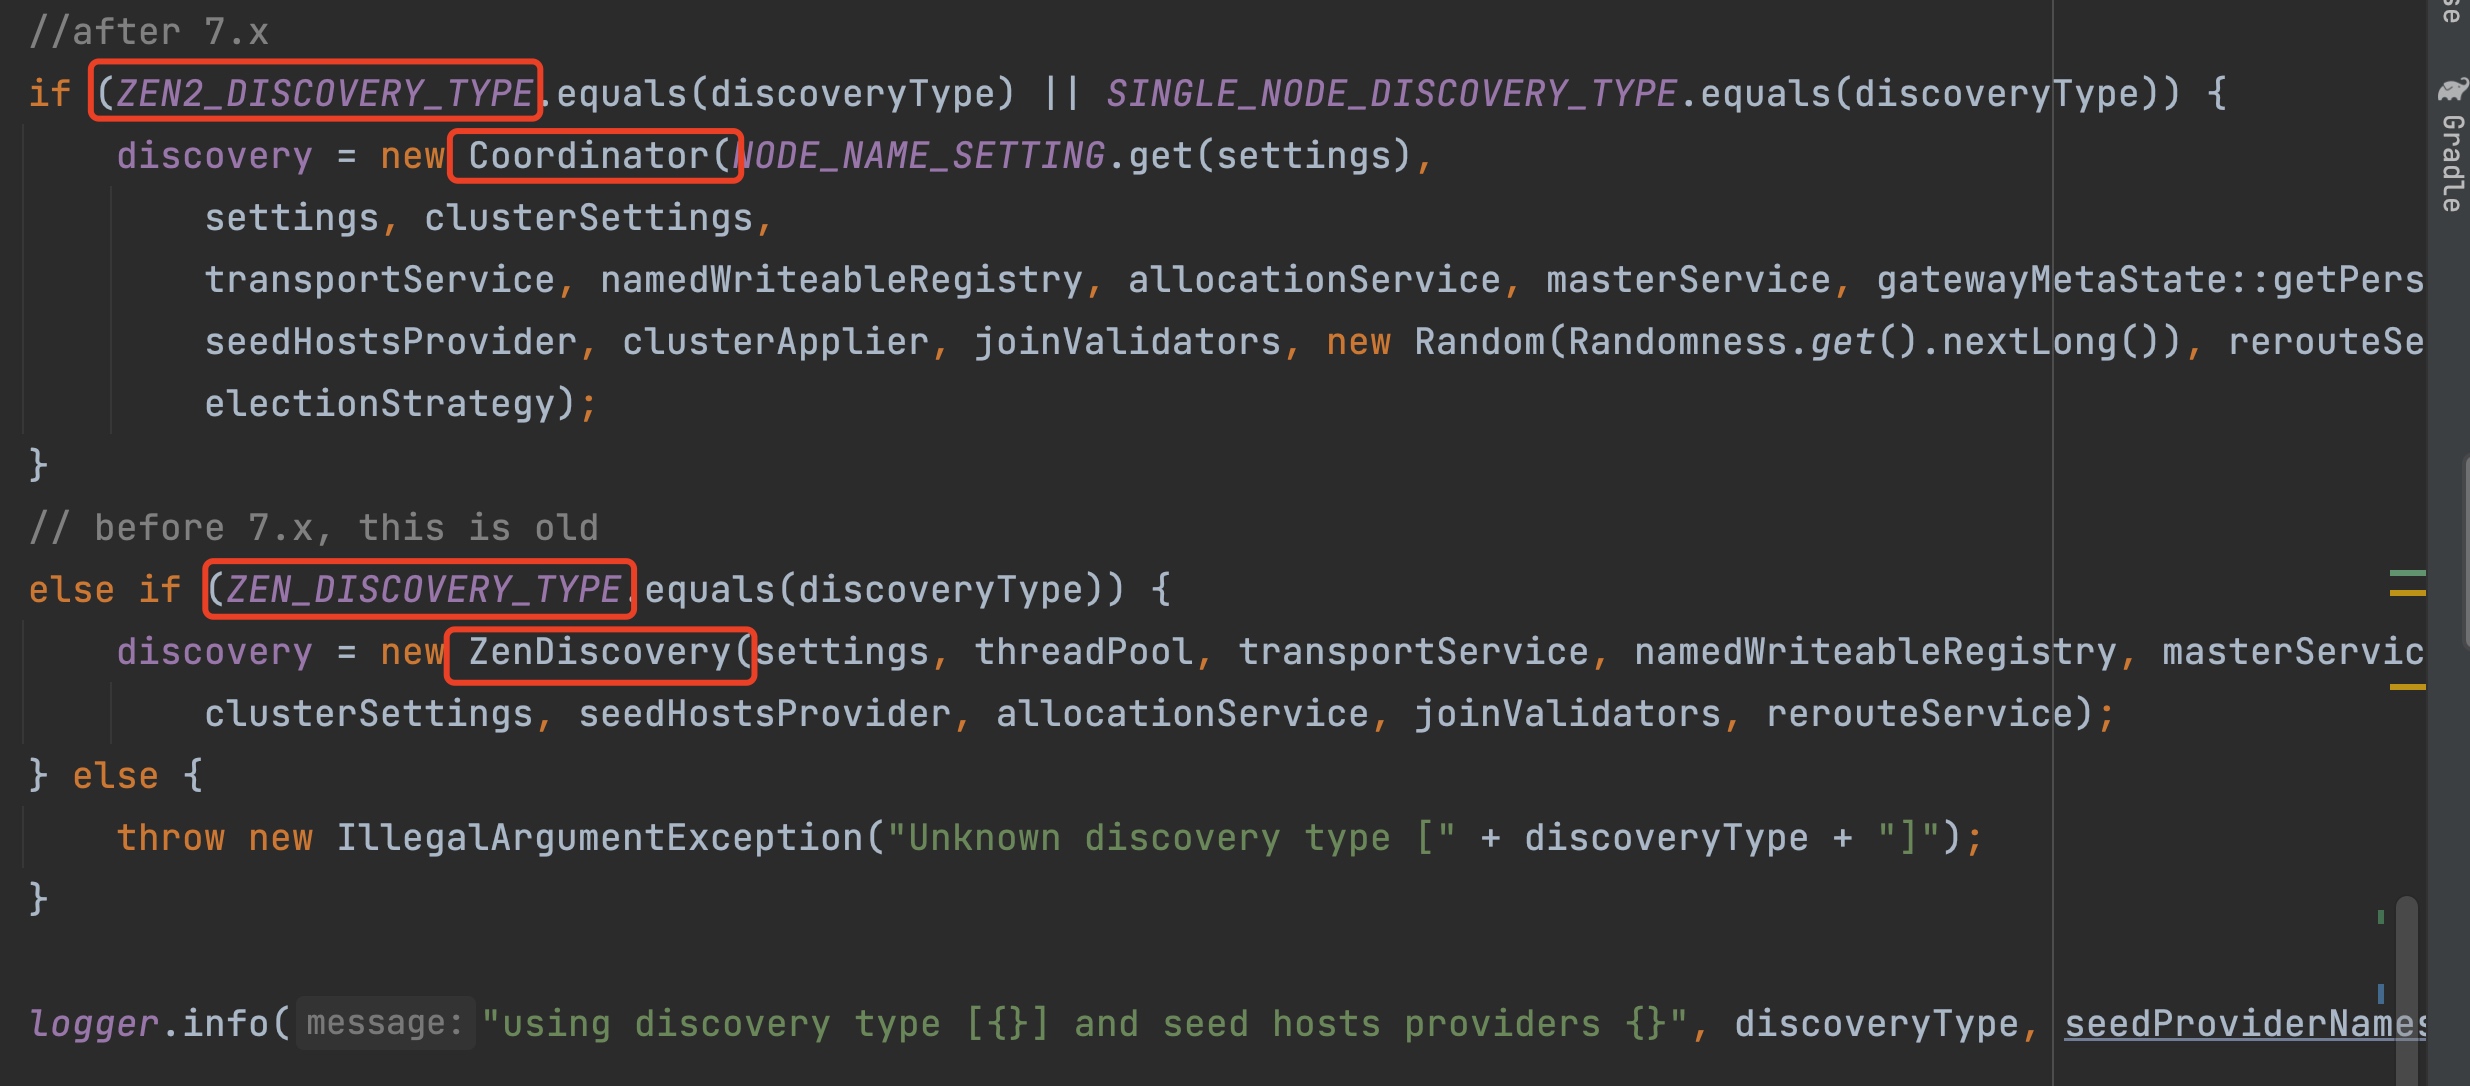 //after 7.x
if (ZEN2_DISCOVERY_TYPE.equals(discoveryType) || SINGLE_NODE_DISCOVERY_TYPE.equals(discoveryType)) {
discovery = new Coordinator(NODE_NAME_SETTING.get(settings),
settings, clusterSettings,
transportService, namedWriteableRegistry, allocationService, masterService, gatewayMetaState::getPers
seedHostsProvider, clusterApplier, joinValidators, new Random(Randomness.get().nextLong()), rerouteSe
electionStrategy);
}
// before 7.x, this is old
else if (ZEN_DISCOVERY_TYPE.equals(discoveryType)) {
discovery = new ZenDiscovery(settings, threadPool, transportService, namedWriteableRegistry, masterServic
clusterSettings, seedHostsProvider, allocationService, joinValidators, rerouteService);
} else {
throw new IllegalArgumentException("Unknown discovery type [" + discoveryType + "]");
}
logger.info( message: "using discovery type [{}] and seed hosts providers {}", discoveryType, seedProviderNames
se
Gradle